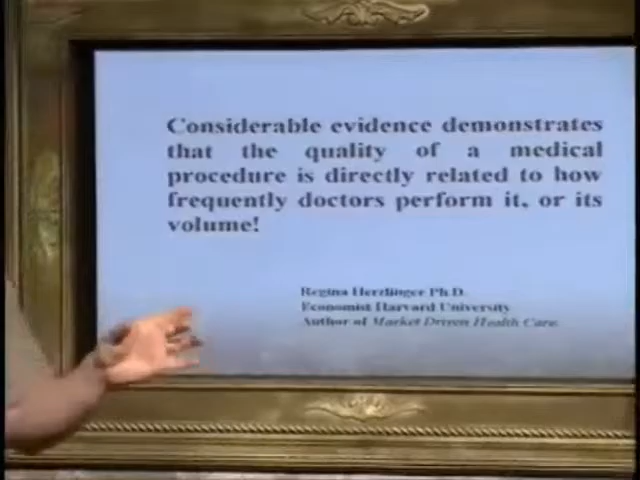 Considerable evidence demonstrates
that the quality of a medical
procedure is directly related to how
frequently doctors perform it, or its
volume!
Regina Herzlinger Ph.D.
Economist Harvard University
Author of Market Driven Health Care